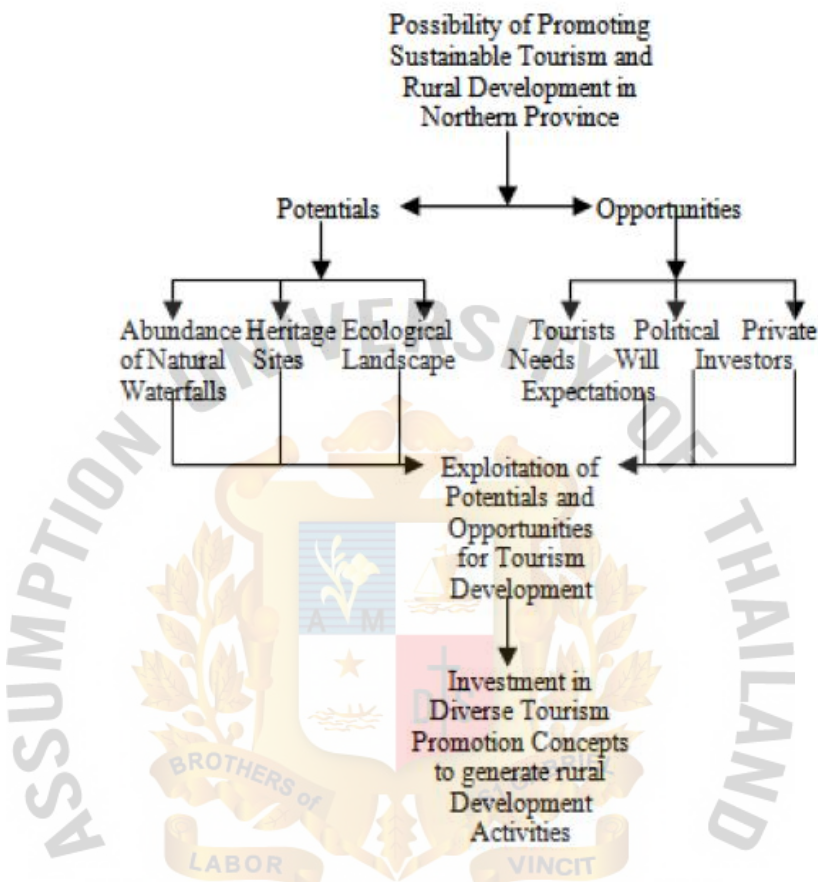 Possibility of Promoting
Sustainable Tourism and
Rural Development in
Northern Province
Potentials
Opportunities
Abundance
of Natural
Waterfalls
Heritage
Sites
Ecological
Landscape
Tourists
Needs
Expectations
Political
Will
Private
Investors
Exploitation of
Potentials and
Opportunities
for Tourism
Development
Investment in
Diverse Tourism
Promotion Concepts
to generate rural
Development
Activities
ASSUMPTION UNIVERSITY OF THAILAND
A M
D
BROTHERS of
GABRIEL
LABOR
VINCIT